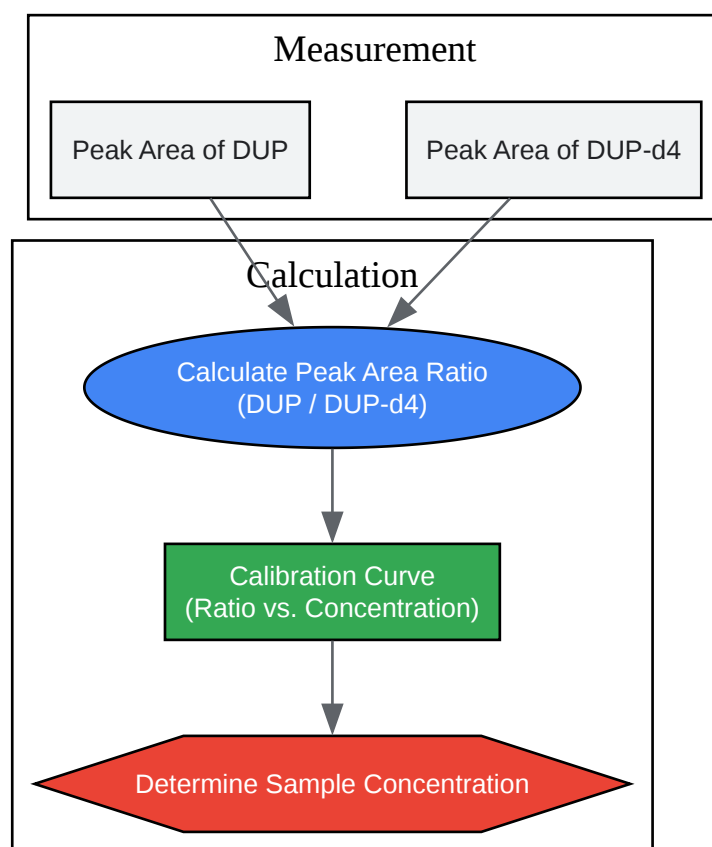 Measurement
Peak Area of DUP
Peak Area of DUP-d4
Calculation
Calculate Peak Area Ratio
(DUP / DUP-d4)
Calibration Curve
(Ratio vs. Concentration)
Determine Sample Concentration